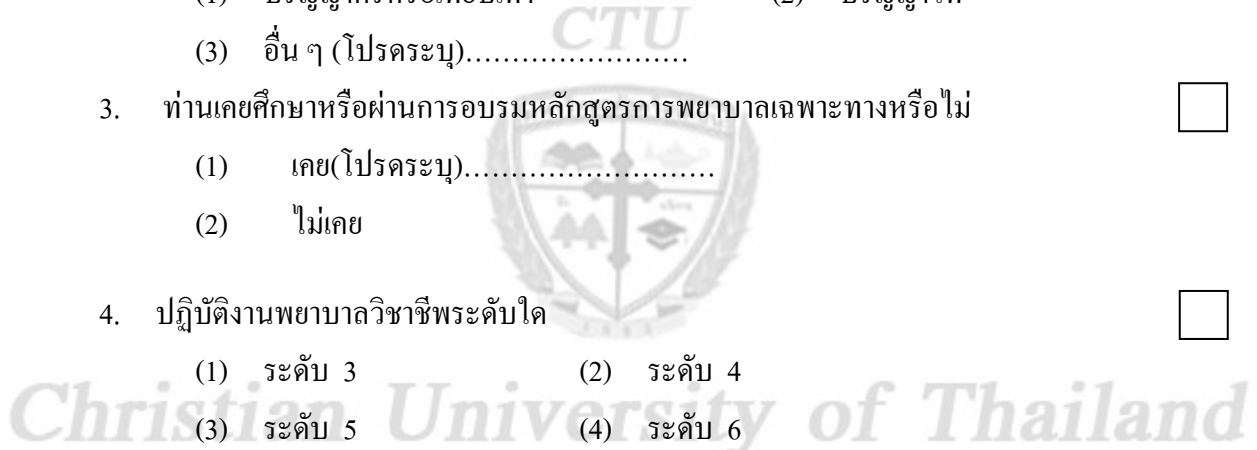 CTU
(3) อื่น ๆ (โปรดระบุ)........................
3. ท่านเคยศึกษาหรือผ่านการอบรมหลักสูตรการพยาบาลเฉพาะทางหรือไม่
(1) เคย(โปรดระบุ)...........................
(2) ไม่เคย
4. ปฏิบัติงานพยาบาลวิชาชีพระดับใด
(1) ระดับ 3 (2) ระดับ 4
Christian University of Thailand
(3) ระดับ 5 (4) ระดับ 6